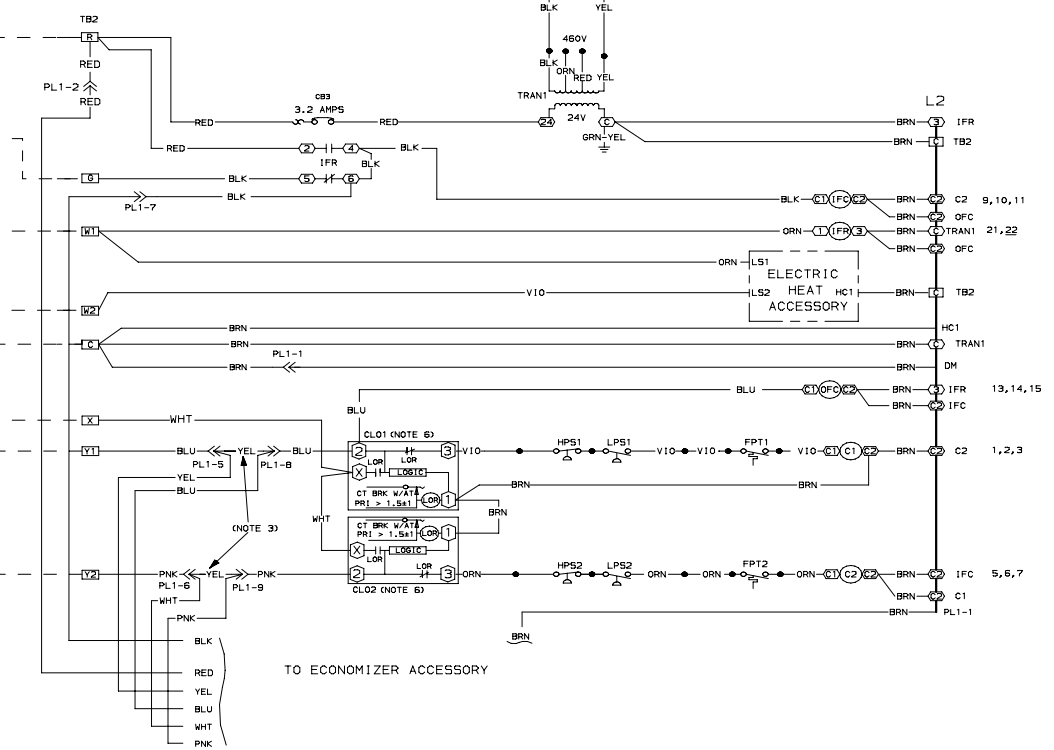 BLK YEL
TB2
460V
R
RED
BLK ORN RED YEL
PL1-2
RED
TRAN1
CB3
3.2 AMPS
L2
RED RED 24 24V C BRN 3 IFR
GRN-YEL
BRN C TB2
RED 2 4 BLK
IFR
BLK
G BLK 5 6
BLK
PL1-7
BLK C1 IFC C2 BRN C2 C2 9,10,11
C2 OFC
BRN
W1 ORN 1 IFR 3 BRN C TRAN1 21,22
BRN C2 OFC
ORN LS1
ELECTRIC
HEAT
ACCESSORY
VIO LS2 HC1 BRN C TB2
W2
BRN HC1
C BRN BRN C TRAN1
PL1-1
BRN BRN DM
BLU C1 OFC C2 BRN 3 IFR 13,14,15
BRN C2 IFC
BLU
X WHT
CLO1 (NOTE 6)
Y1 BLU YEL BLU 2 LOR 3 VIO HPS1 LPS1 VIO VIO FPT1 VIO C1 C1 C2 BRN C2 C2 1,2,3
PL1-5 PL1-8
X LOR LOGIC
YEL
BLU
BRN BRN
CT BRK W/ATA
PRI > 1.5±1 LOR 1
WHT
BRN
(NOTE 3)
CT BRK W/ATA
PRI > 1.5±1 LOR 1
X LOR LOGIC
Y2 PNK YEL PNK 2 LOR 3 ORN HPS2 LPS2 ORN ORN FPT2 ORN C1 C2 C2 BRN C2 IFC 5,6,7
PL1-6 PL1-9
CLO2 (NOTE 6)
BRN C2 C1
WHT
BRN PL1-1
PNK
BRN
BLK
TO ECONOMIZER ACCESSORY
RED
YEL
BLU
WHT
PNK